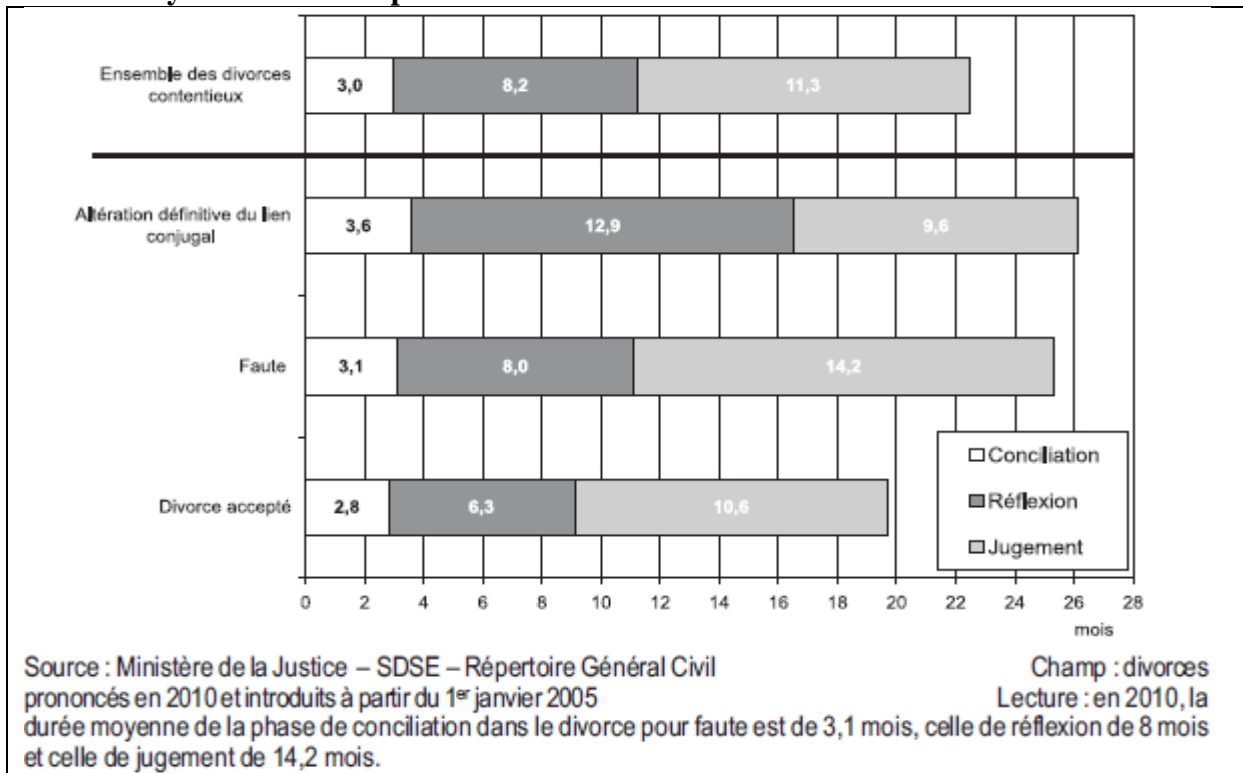 Ensemble des divorces
contentieux
3,0 8,2 11,3
Altération définitive du lien
conjugal
3,6 12,9 9,6
Faute
3,1 8,0 14,2
Divorce accepté
2,8 6,3 10,6
Conciliation
Réflexion
Jugement
0 2 4 6 8 10 12 14 16 18 20 22 24 26 28
mois
Source : Ministère de la Justice – SDSE – Répertoire Général Civil Champ : divorces
prononcés en 2010 et introduits à partir du 1er janvier 2005 Lecture : en 2010, la
durée moyenne de la phase de conciliation dans le divorce pour faute est de 3,1 mois, celle de réflexion de 8 mois
et celle de jugement de 14,2 mois.